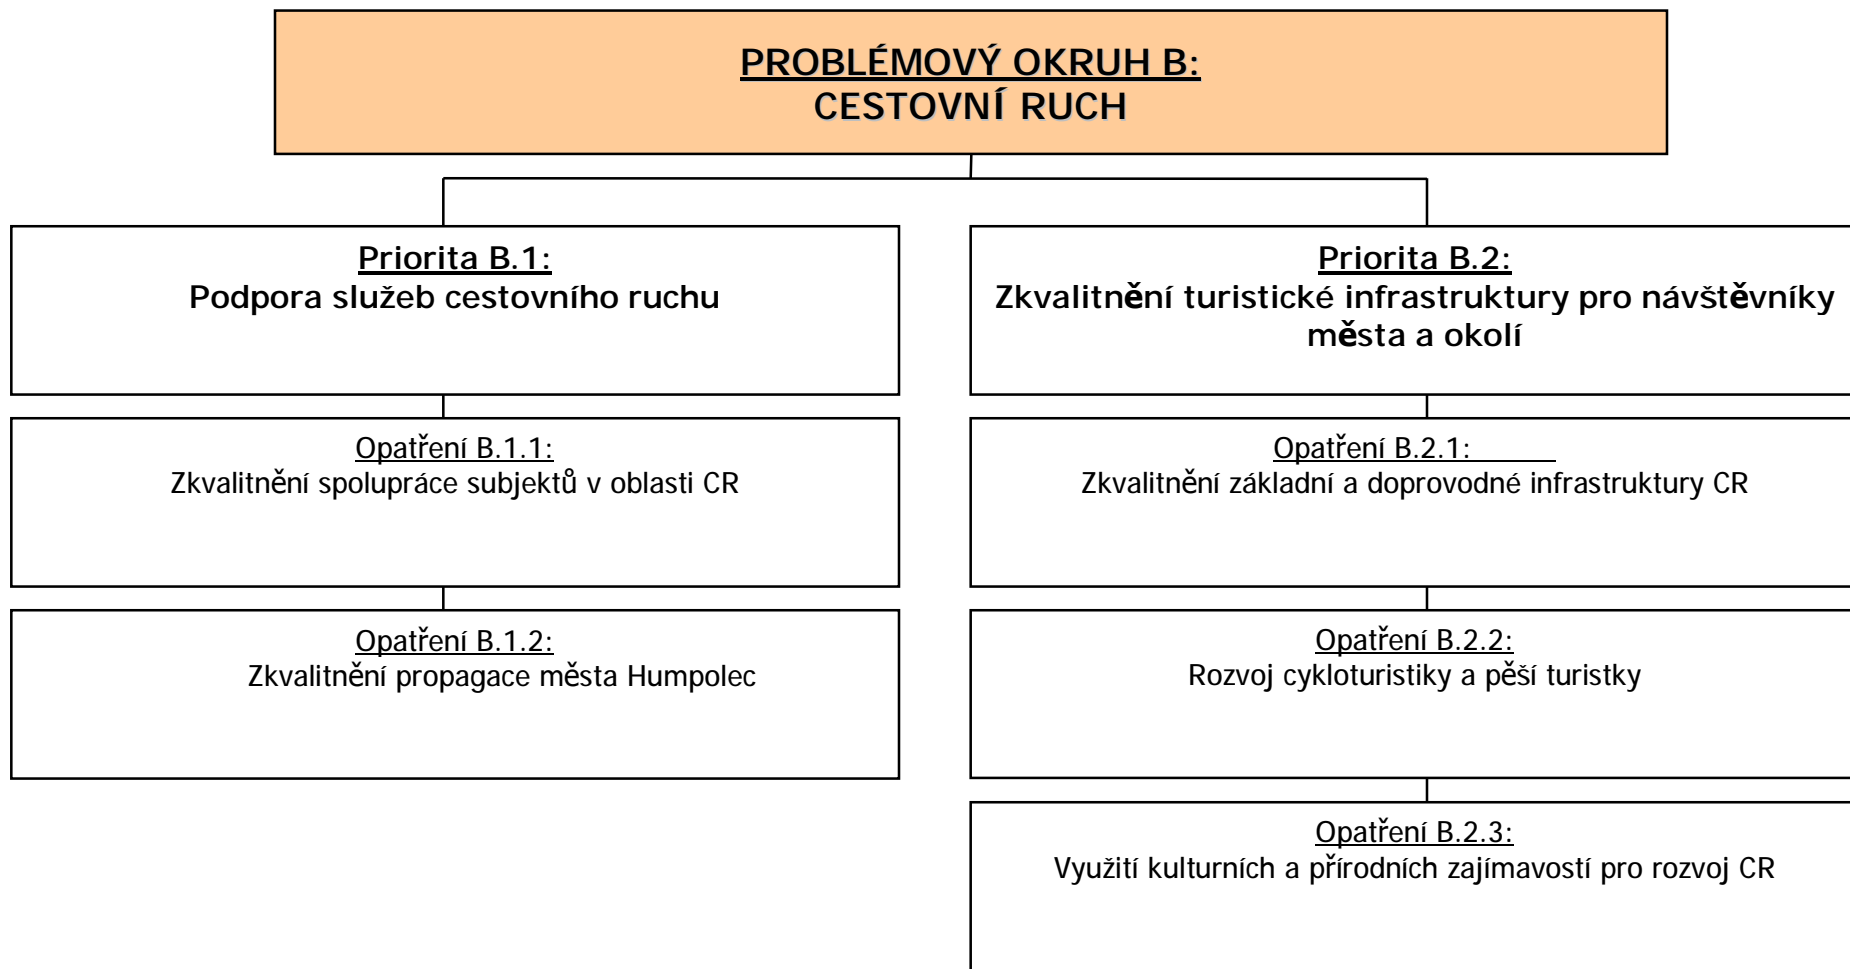 PROBLÉMOVÝ OKRUH B:
CESTOVNÍ RUCH
Priorita B.1:
Podpora služeb cestovního ruchu
Opatření B.1.1:
Zkvalitnění spolupráce subjektů v oblasti CR
Opatření B.1.2:
Zkvalitnění propagace města Humpolec
Priorita B.2:
Zkvalitnění turistické infrastruktury pro návštěvníky
města a okolí
Opatření B.2.1:
Zkvalitnění základní a doprovodné infrastruktury CR
Opatření B.2.2:
Rozvoj cykloturistiky a pěší turistky
Opatření B.2.3:
Využití kulturních a přírodních zajímavostí pro rozvoj CR